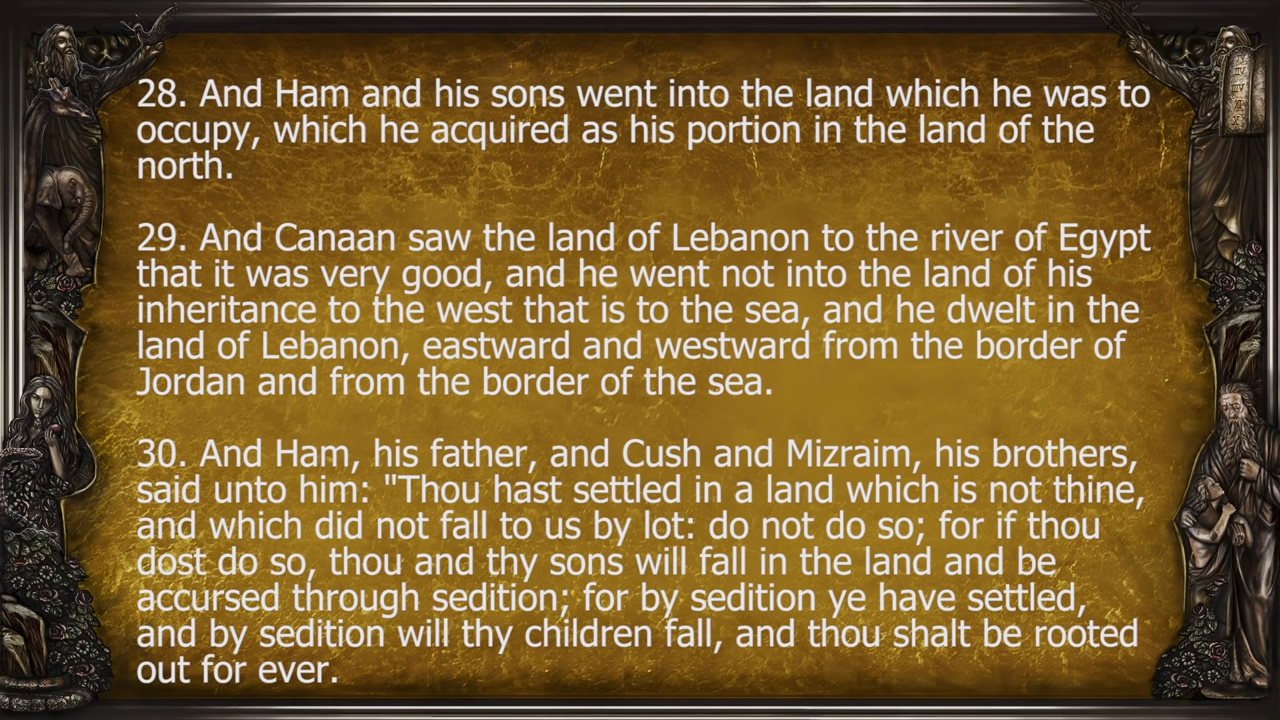 28. And Ham and his sons went into the land which he was to
occupy, which he acquired as his portion in the land of the
north.
29. And Canaan saw the land of Lebanon to the river of Egypt
that it was very good, and he went not into the land of his
inheritance to the west that is to the sea, and he dwelt in the
land of Lebanon, eastward and westward from the border of
Jordan and from the border of the sea.
30. And Ham, his father, and Cush and Mizraim, his brothers,
said unto him: "Thou hast settled in a land which is not thine,
and which did not fall to us by lot: do not do so; for if thou
dost do so, thou and thy sons will fall in the land and be
accursed through sedition; for by sedition ye have settled,
and by sedition will thy children fall, and thou shalt be rooted
out for ever.